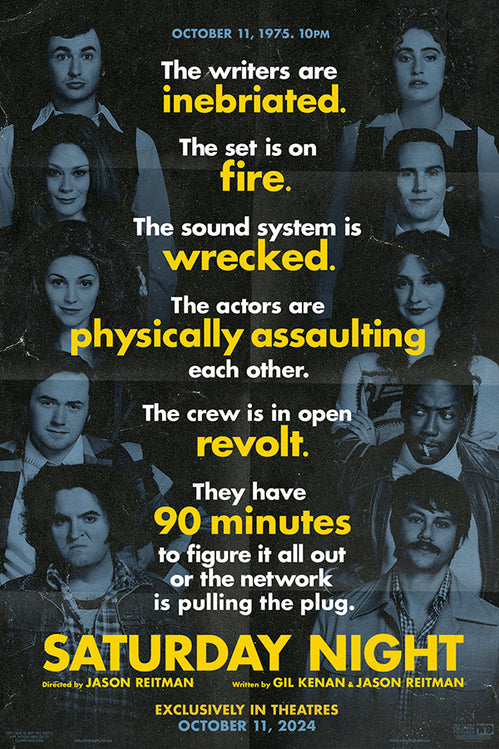 OCTOBER 11, 1975. 10PM
The writers are
inebriated.
The set is on
fire.
The sound system is
wrecked.
The actors are
physically assaulting
each other.
The crew is in open
revolt.
They have
90 minutes
to figure it all out
or the network
is pulling the plug.
SATURDAY NIGHT
Directed by JASON REITMAN Written by GIL KENAN & JASON REITMAN
EXCLUSIVELY IN THEATRES
OCTOBER 11, 2024